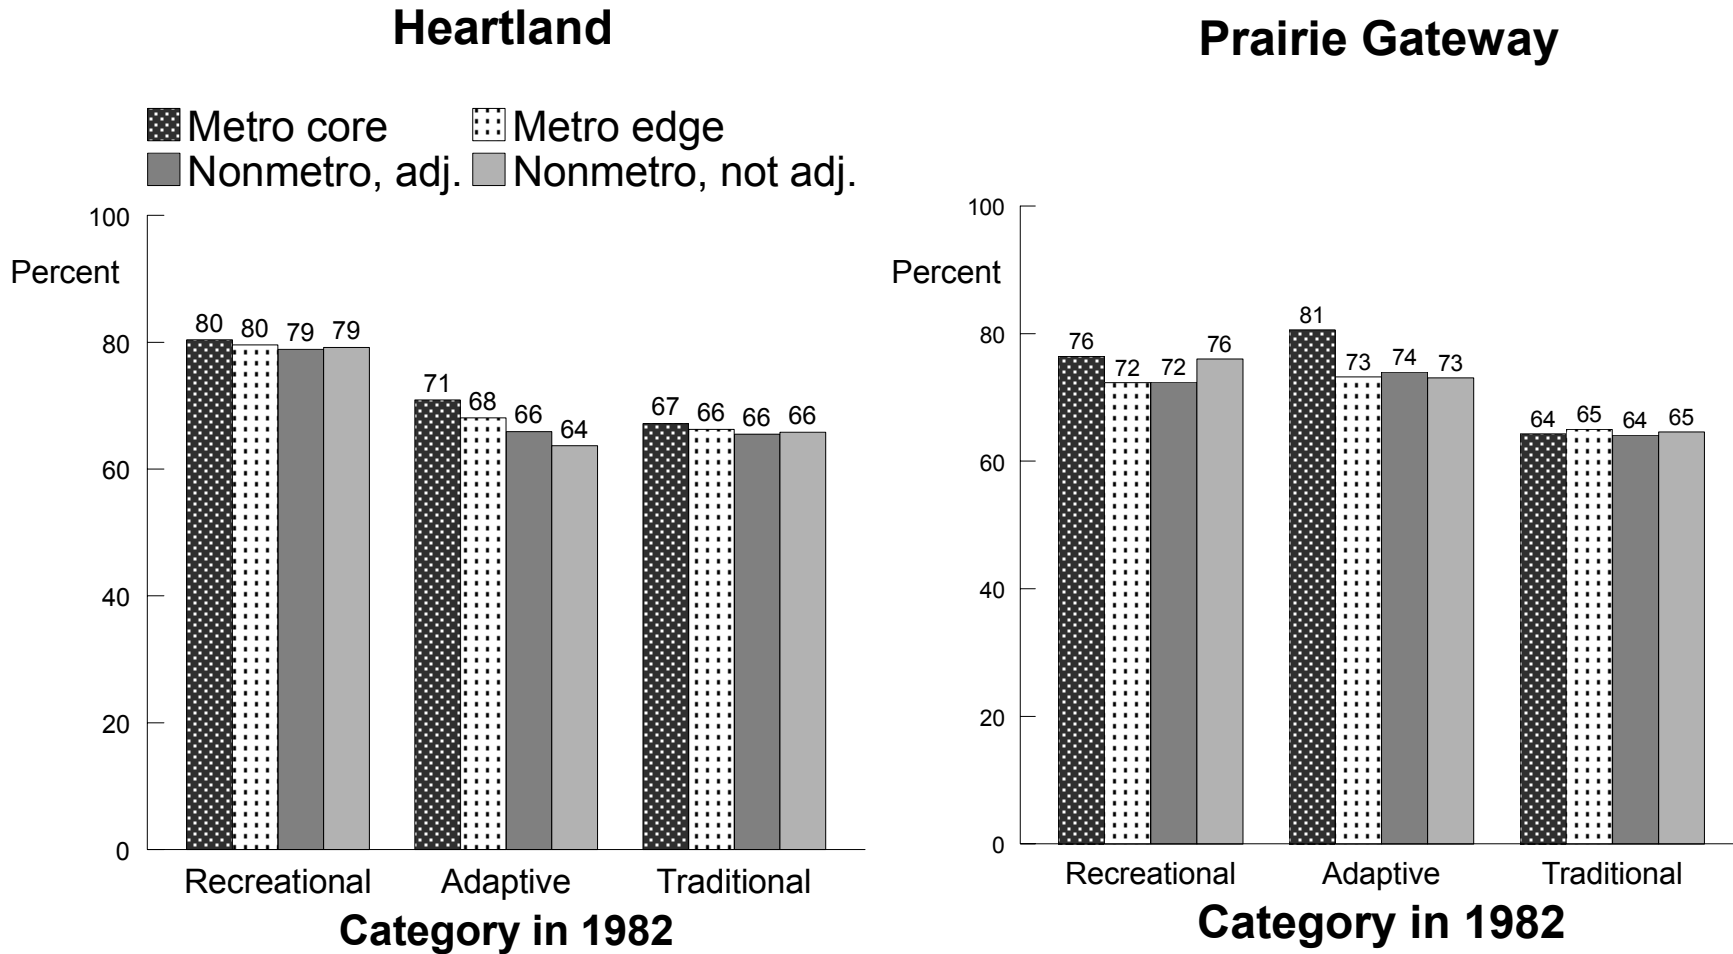 Heartland
Metro core Metro edge
Nonmetro, adj. Nonmetro, not adj.
100
Percent
80
60
40
20
0
80 80 79 79
71 68 66 64
67 66 66 66
Recreational Adaptive Traditional
Category in 1982
Prairie Gateway
100
Percent
80
60
40
20
0
76 72 72 76
81 73 74 73
64 65 64 65
Recreational Adaptive Traditional
Category in 1982